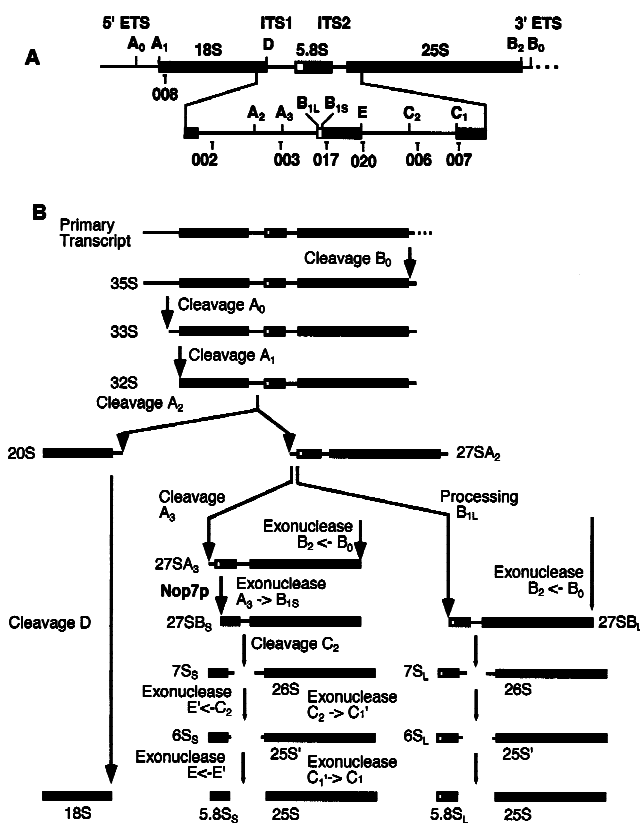 A
5' ETS ITS1 ITS2 3' ETS
A0 A1 18S D 5.8S 25S B2 B0
008
A2 A3 B1L B1S E C2 C1
002 003 017 020 006 007
B
Primary
Transcript
Cleavage B0
35S
Cleavage A0
33S
Cleavage A1
32S
Cleavage A2
20S 27SA2
Cleavage
A3
Processing
B1L
Exonuclease
B2 <- B0
27SA3
Nop7p
Exonuclease
A3 -> B1S
Exonuclease
B2 <- B0
Cleavage D
27SBS 27SBL
Cleavage C2
7SS 26S 7SL 26S
Exonuclease
E'<-C2
Exonuclease
C2 -> C1'
6SS 25S' 6SL 25S'
Exonuclease
E<-E'
Exonuclease
C1'-> C1
18S 5.8SS 25S 5.8SL 25S